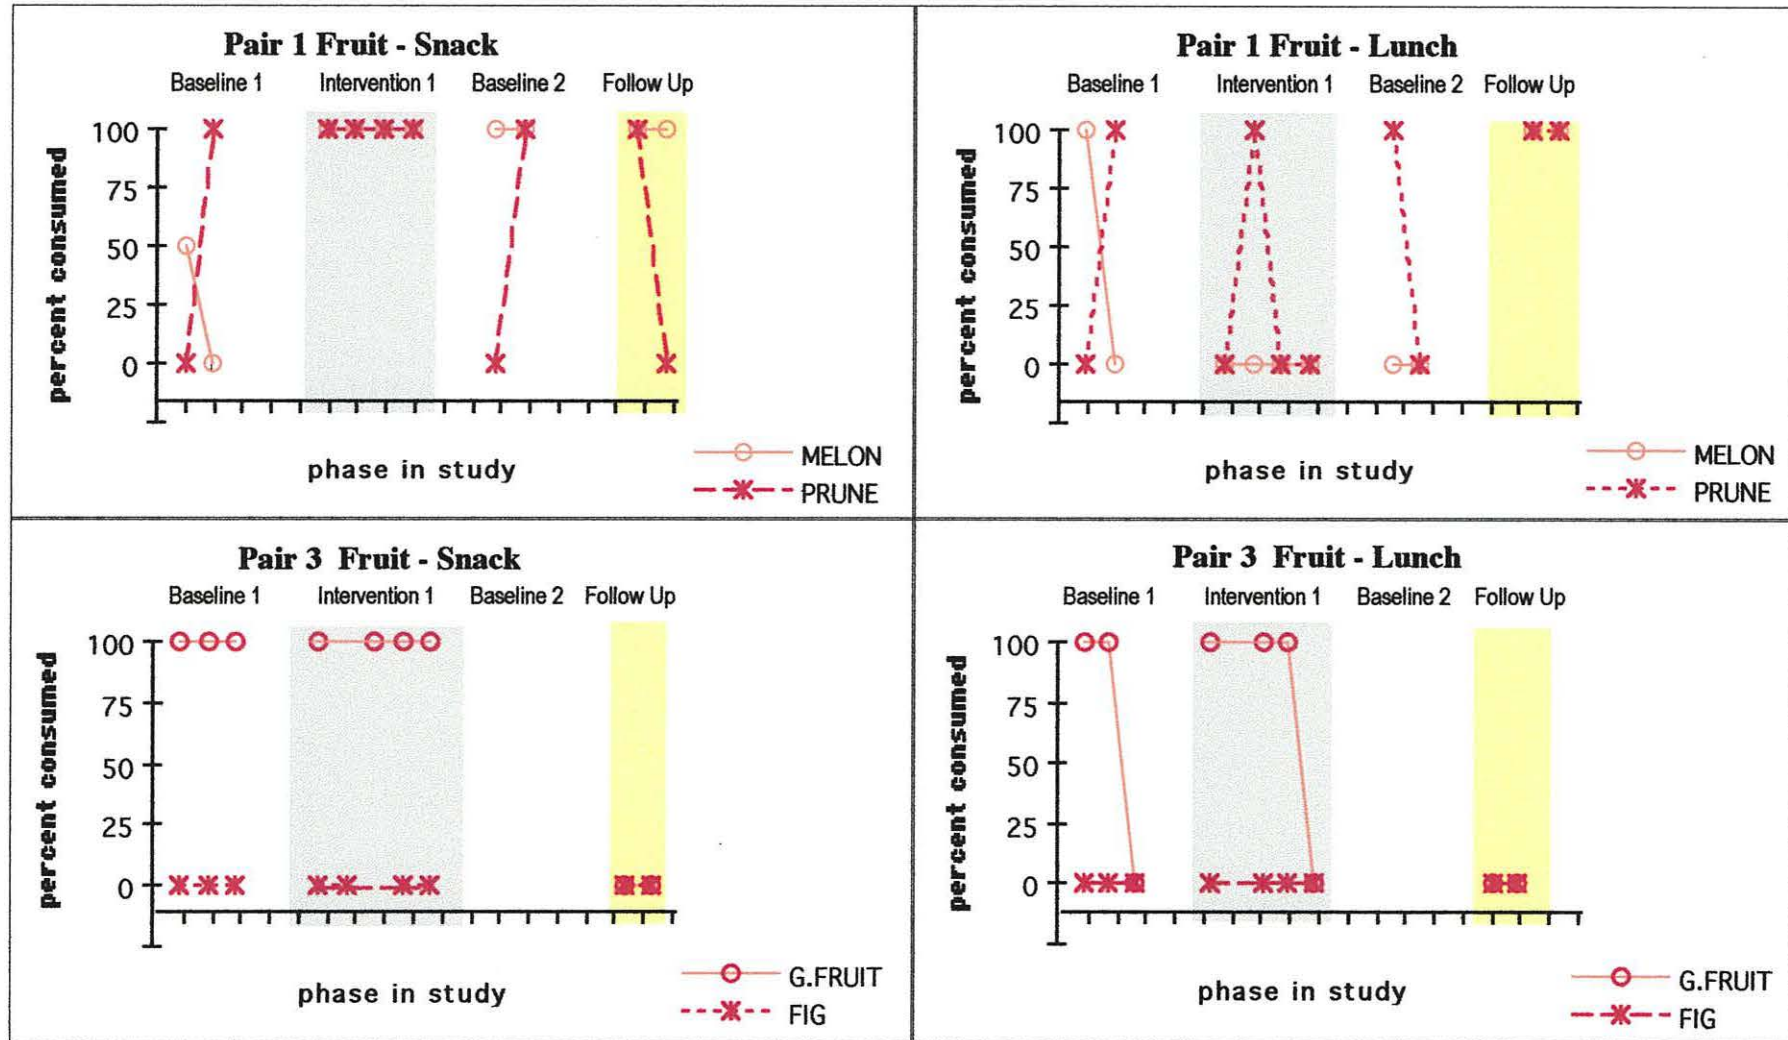 Pair 1 Fruit - Snack
Baseline 1 Intervention 1 Baseline 2 Follow Up
100
75
50
25
0
percent consumed
phase in study
MELON
PRUNE
Pair 1 Fruit - Lunch
Baseline 1 Intervention 1 Baseline 2 Follow Up
100
75
50
25
0
percent consumed
phase in study
MELON
PRUNE
Pair 3 Fruit - Snack
Baseline 1 Intervention 1 Baseline 2 Follow Up
100
75
50
25
0
percent consumed
phase in study
G.FRUIT
FIG
Pair 3 Fruit - Lunch
Baseline 1 Intervention 1 Baseline 2 Follow Up
100
75
50
25
0
percent consumed
phase in study
G.FRUIT
FIG